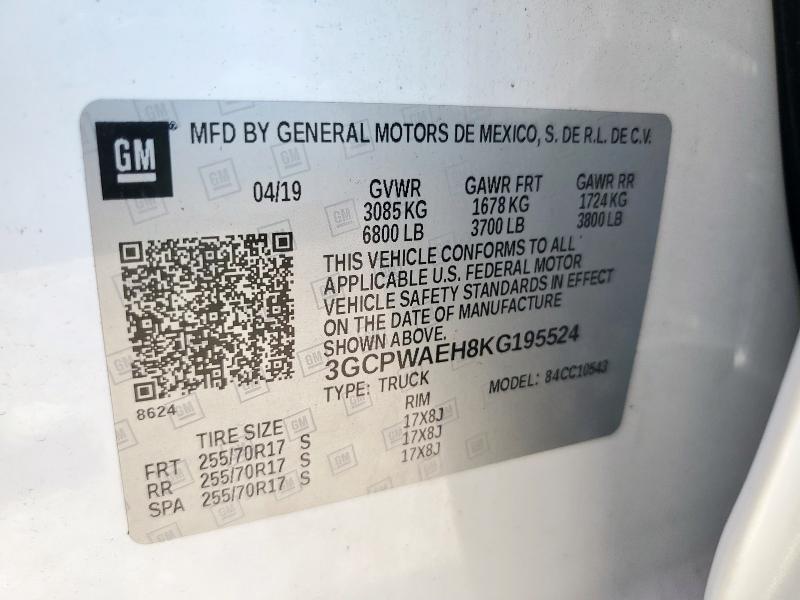 GM
MFD BY GENERAL MOTORS DE MEXICO, S. DE R.L. DE C.V.
04/19 GVWR GAWR FRT GAWR RR
3085 KG 1678 KG 1724 KG
6800 LB 3700 LB 3800 LB
THIS VEHICLE CONFORMS TO ALL
APPLICABLE U.S. FEDERAL MOTOR
VEHICLE SAFETY STANDARDS IN EFFECT
ON THE DATE OF MANUFACTURE
SHOWN ABOVE.
3GCPWAEH8KG195524
TYPE: TRUCK MODEL: 84CC10543
8624
TIRE SIZE RIM
FRT 255/70R17 S 17X8J
RR 255/70R17 S 17X8J
SPA 255/70R17 S 17X8J